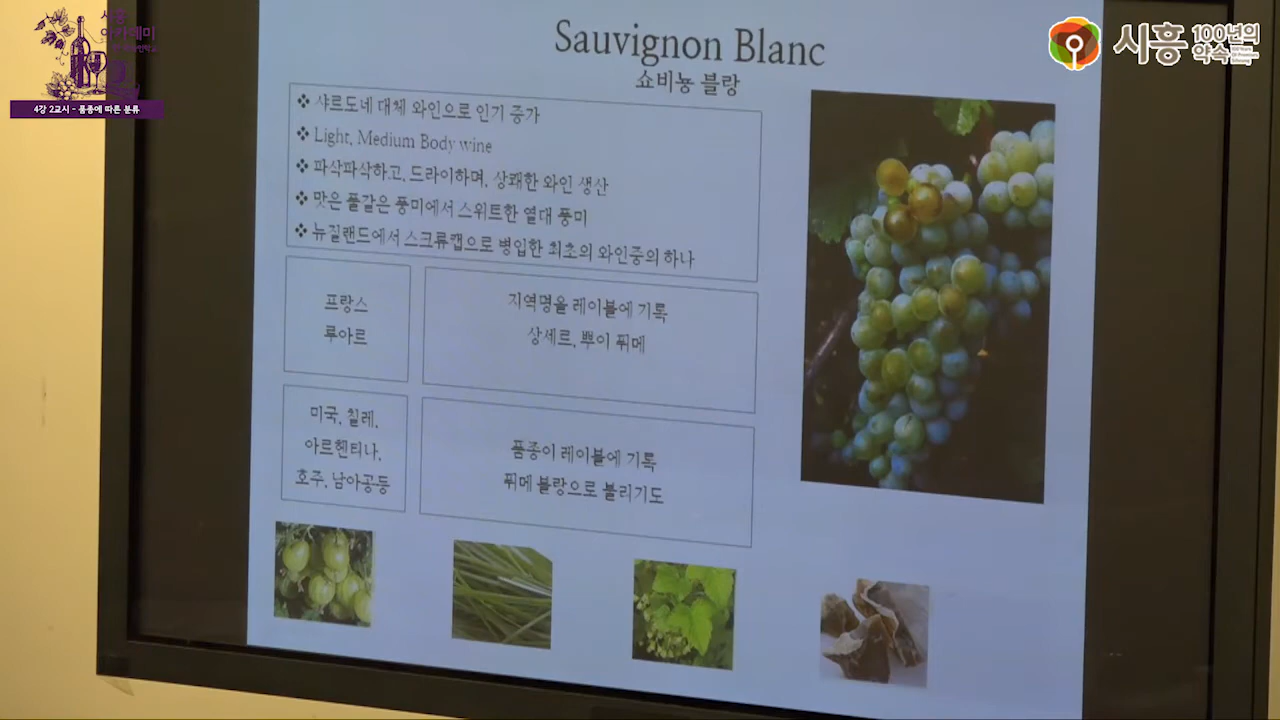 시흥
아카데미
4강 2교시 - 품종에 따른 분류
시흥 100년의
약속
Sauvignon Blanc
쇼비뇽 블랑
❖ 샤르도네 대체 와인으로 인기 증가
❖ Light, Medium Body wine
❖ 파삭파삭하고, 드라이하며, 상쾌한 와인 생산
❖ 맛은 풀같은 풍미에서 스위트한 열대 풍미
❖ 뉴질랜드에서 스크류캡으로 병입한 최초의 와인중의 하나
프랑스
루아르
지역명을 레이블에 기록
상세르, 뿌이 퓌메
미국, 칠레,
아르헨티나,
호주, 남아공등
품종이 레이블에 기록
퓌메 블랑으로 불리기도